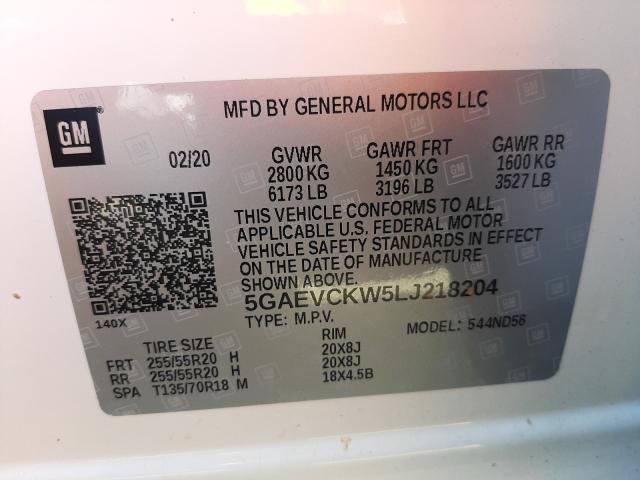 GM
MFD BY GENERAL MOTORS LLC
02/20 GVWR GAWR FRT GAWR RR
2800 KG 1450 KG 1600 KG
6173 LB 3196 LB 3527 LB
THIS VEHICLE CONFORMS TO ALL
APPLICABLE U.S. FEDERAL MOTOR
VEHICLE SAFETY STANDARDS IN EFFECT
ON THE DATE OF MANUFACTURE
SHOWN ABOVE.
5GAEVCKW5LJ218204
140X
TYPE: M.P.V. MODEL: 544ND56
TIRE SIZE RIM
FRT 255/55R20 H 20X8J
RR 255/55R20 H 20X8J
SPA T135/70R18 M 18X4.5B